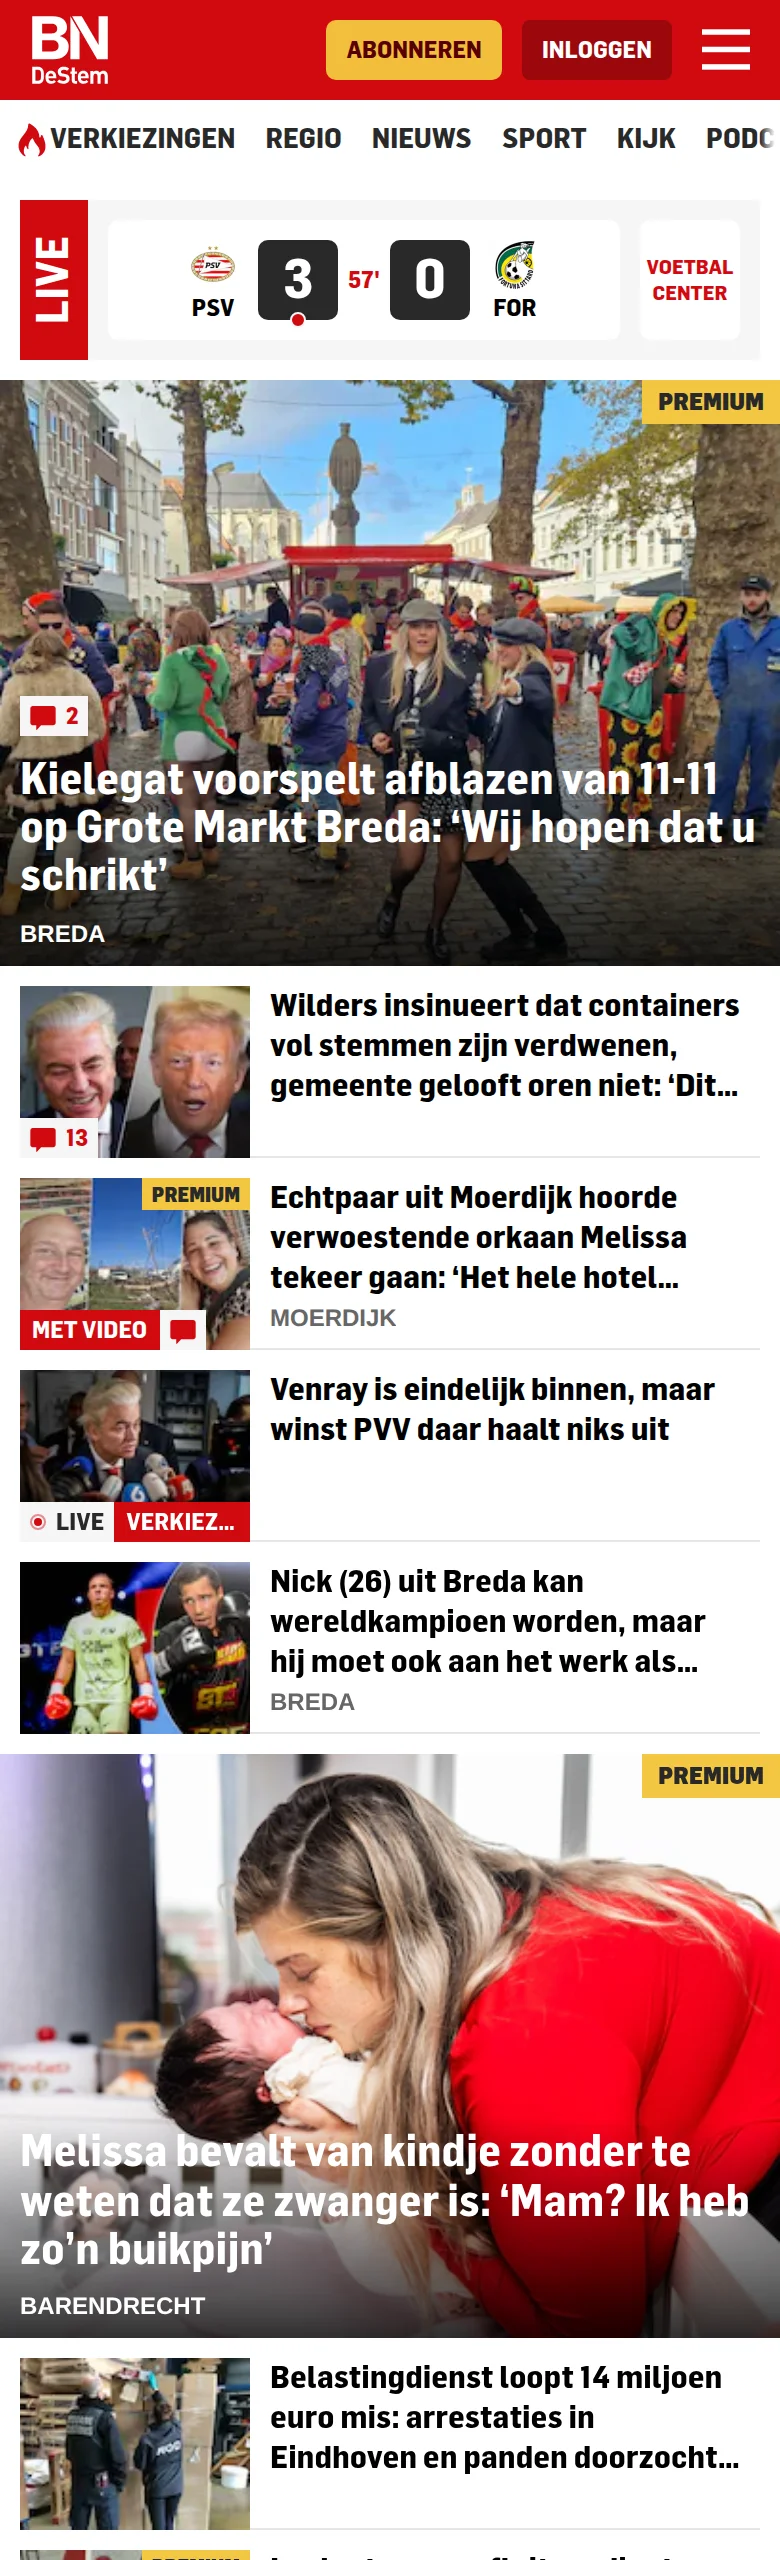 BN
DeStem
ABONNEREN
INLOGGEN
VERKIEZINGEN REGIO NIEUWS SPORT KIJK PODC
LIVE
PSV
3
57'
0
FOR
VOETBAL
CENTER
PREMIUM
2
Kielegat voorspelt afblazen van 11-11
op Grote Markt Breda: ‘Wij hopen dat u
schrikt’
BREDA
13
Wilders insinueert dat containers
vol stemmen zijn verdwenen,
gemeente gelooft oren niet: ‘Dit...
PREMIUM
MET VIDEO
Echtpaar uit Moerdijk hoorde
verwoestende orkaan Melissa
tekeer gaan: ‘Het hele hotel...
MOERDIJK
LIVE
VERKIEZ...
Venray is eindelijk binnen, maar
winst PVV daar haalt niks uit
Nick (26) uit Breda kan
wereldkampioen worden, maar
hij moet ook aan het werk als...
BREDA
PREMIUM
Melissa bevalt van kindje zonder te
weten dat ze zwanger is: ‘Mam? Ik heb
zo’n buikpijn’
BARENDRECHT
Belastingdienst loopt 14 miljoen
euro mis: arrestaties in
Eindhoven en panden doorzocht...
PREMIUM